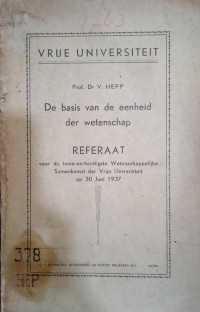 VRIJE UNIVERSITEIT
Prof. Dr V. HEPP
De basis van de eenheid
der wetenschap
REFERAAT
voor de twee-en-twintigste Wetenschappelijke
Samenkomst der Vrije Universiteit
op 30 Juni 1937
378
HEP